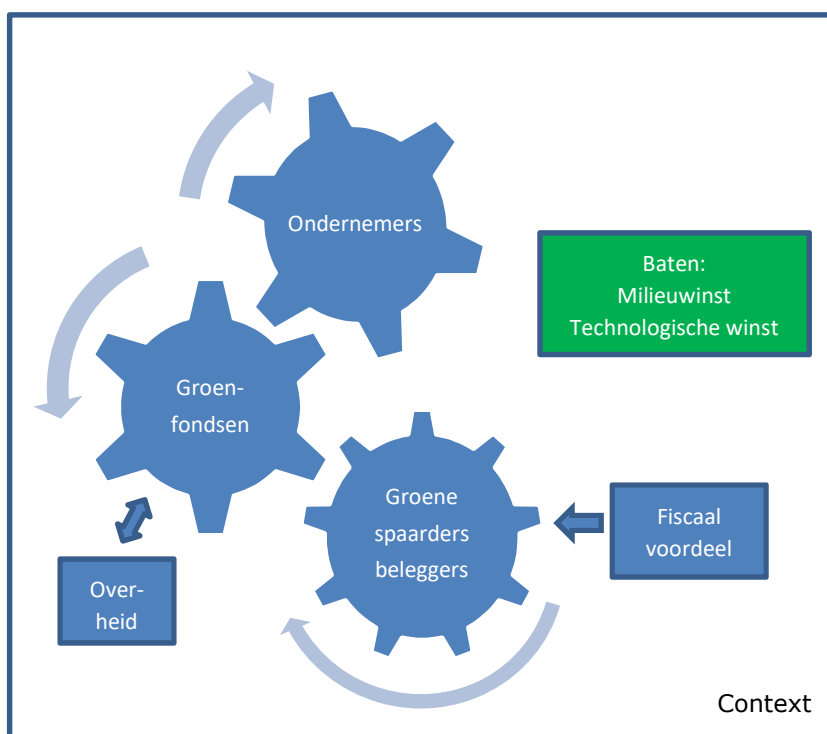 Ondernemers
Baten:
Milieuwinst
Technologische winst
Groen-
fondsen
Groene
spaarders
beleggers
Fiscaal
voordeel
Over-
heid
Context